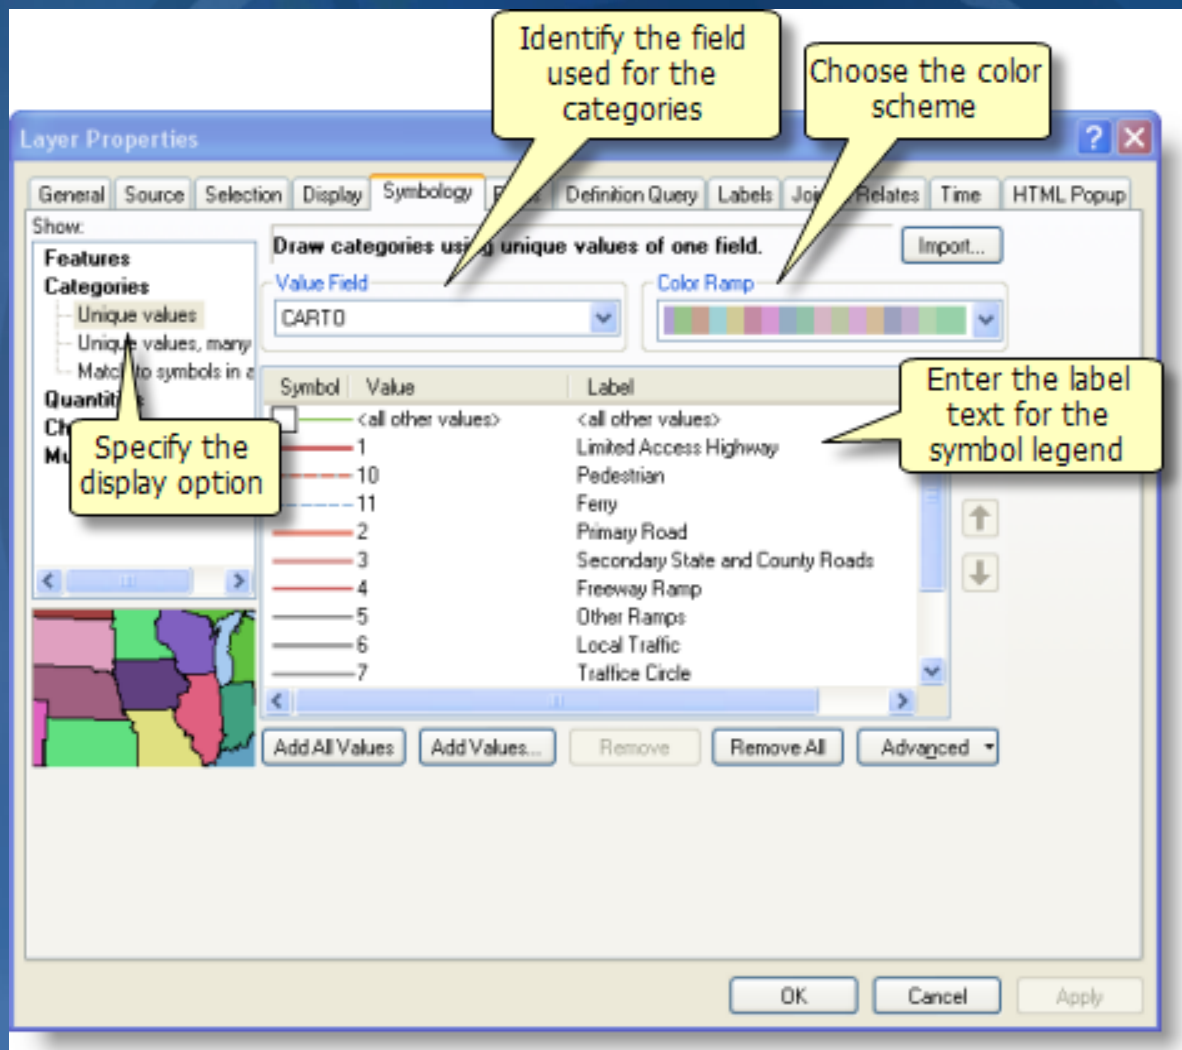 Identify the field
used for the
categories
Choose the color
scheme
Layer Properties
General Source Selection Display Symbology Definition Query Labels Relates Time HTML Popup
Show:
Features
Categories
Unique values
Unique values, many
symbols in a
Draw categories using unique values of one field.
Import...
Value Field
CARTO
Color Ramp
Specify the
display option
Symbol Value Label
<all other values> <all other values>
1 Limited Access Highway
10 Pedestrian
11 Ferry
2 Primary Road
3 Secondary State and County Roads
4 Freeway Ramp
5 Other Ramps
6 Local Traffic
7 Traffice Circle
Enter the label
text for the
symbol legend
Add All Values Add Values... Remove Remove All Advanced
OK Cancel Apply